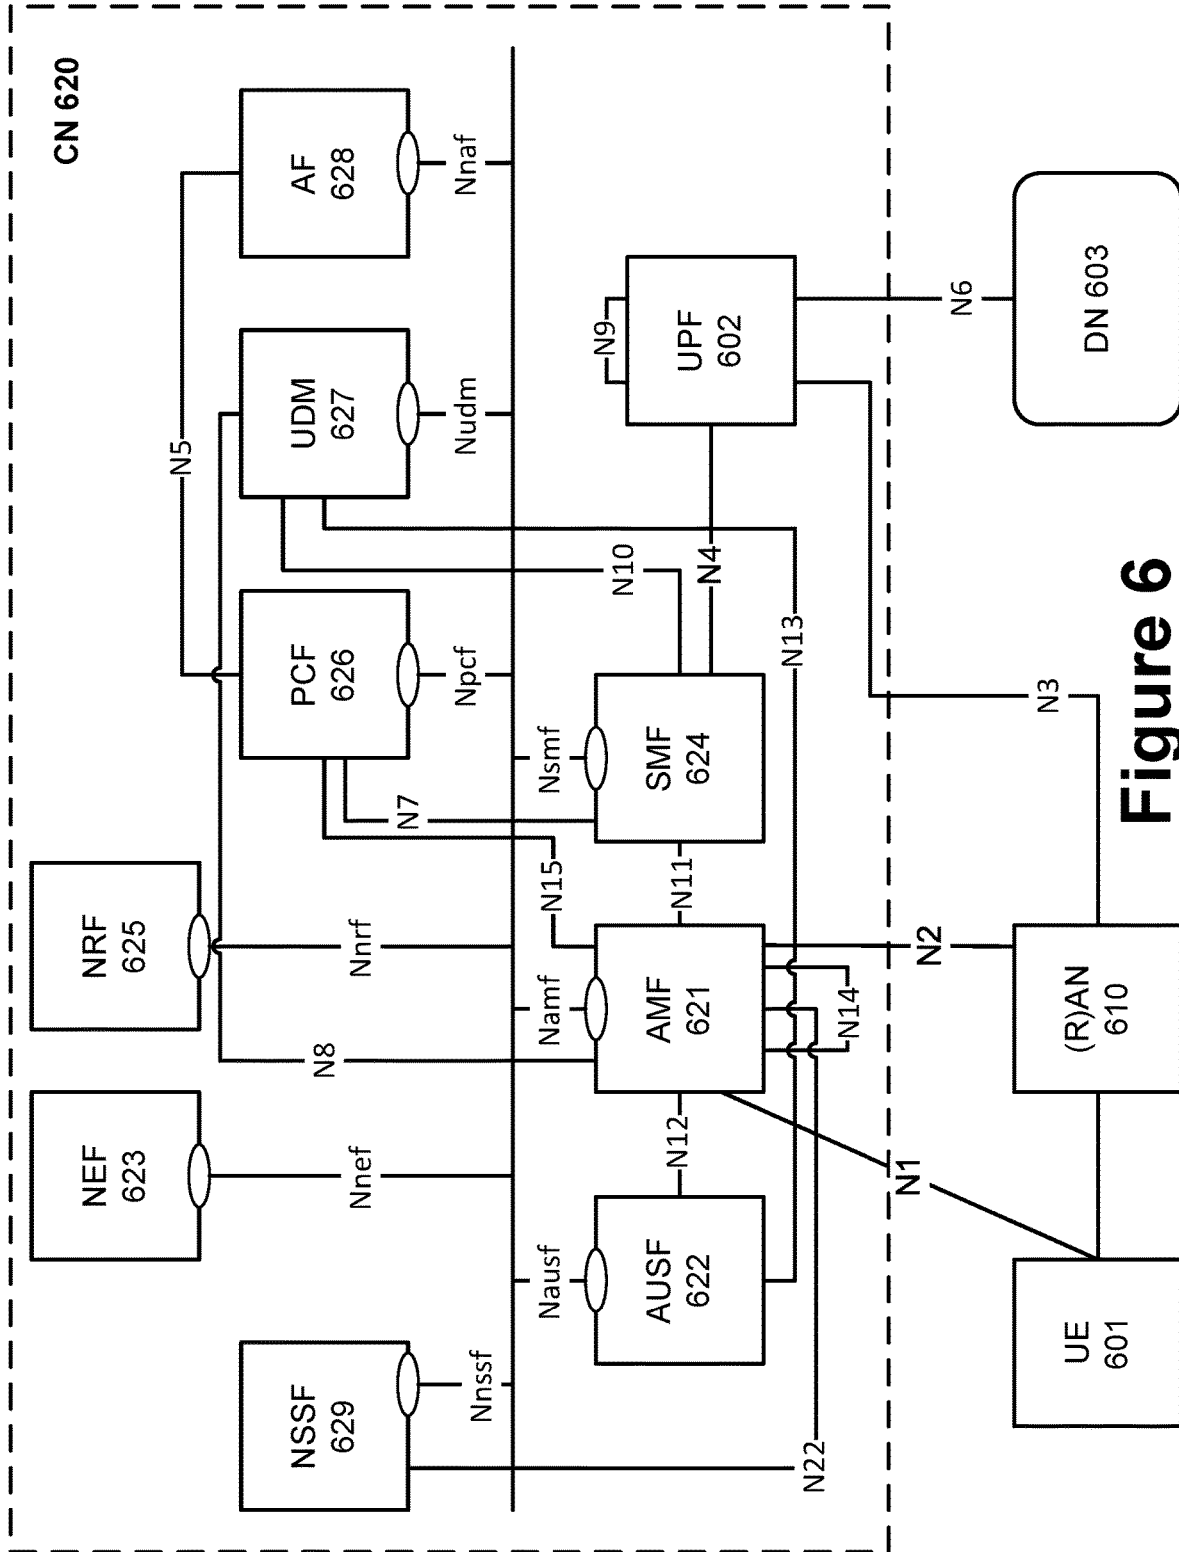 CN 620
NEF
623
NRF
625
N5
NSSF
629
N8
PCF
626
UDM
627
AF
628
Nnssf
Nnef
Nnrf
N7
Npcf
Nudm
Nnaf
Nausf
Namf
N15
Nsmf
N10
N9
AUSF
622
N12
AMF
621
N11
SMF
624
N4
UPF
602
N22
N14
N13
N1
N2
N3
N6
UE
601
(R)AN
610
DN 603
Figure 6